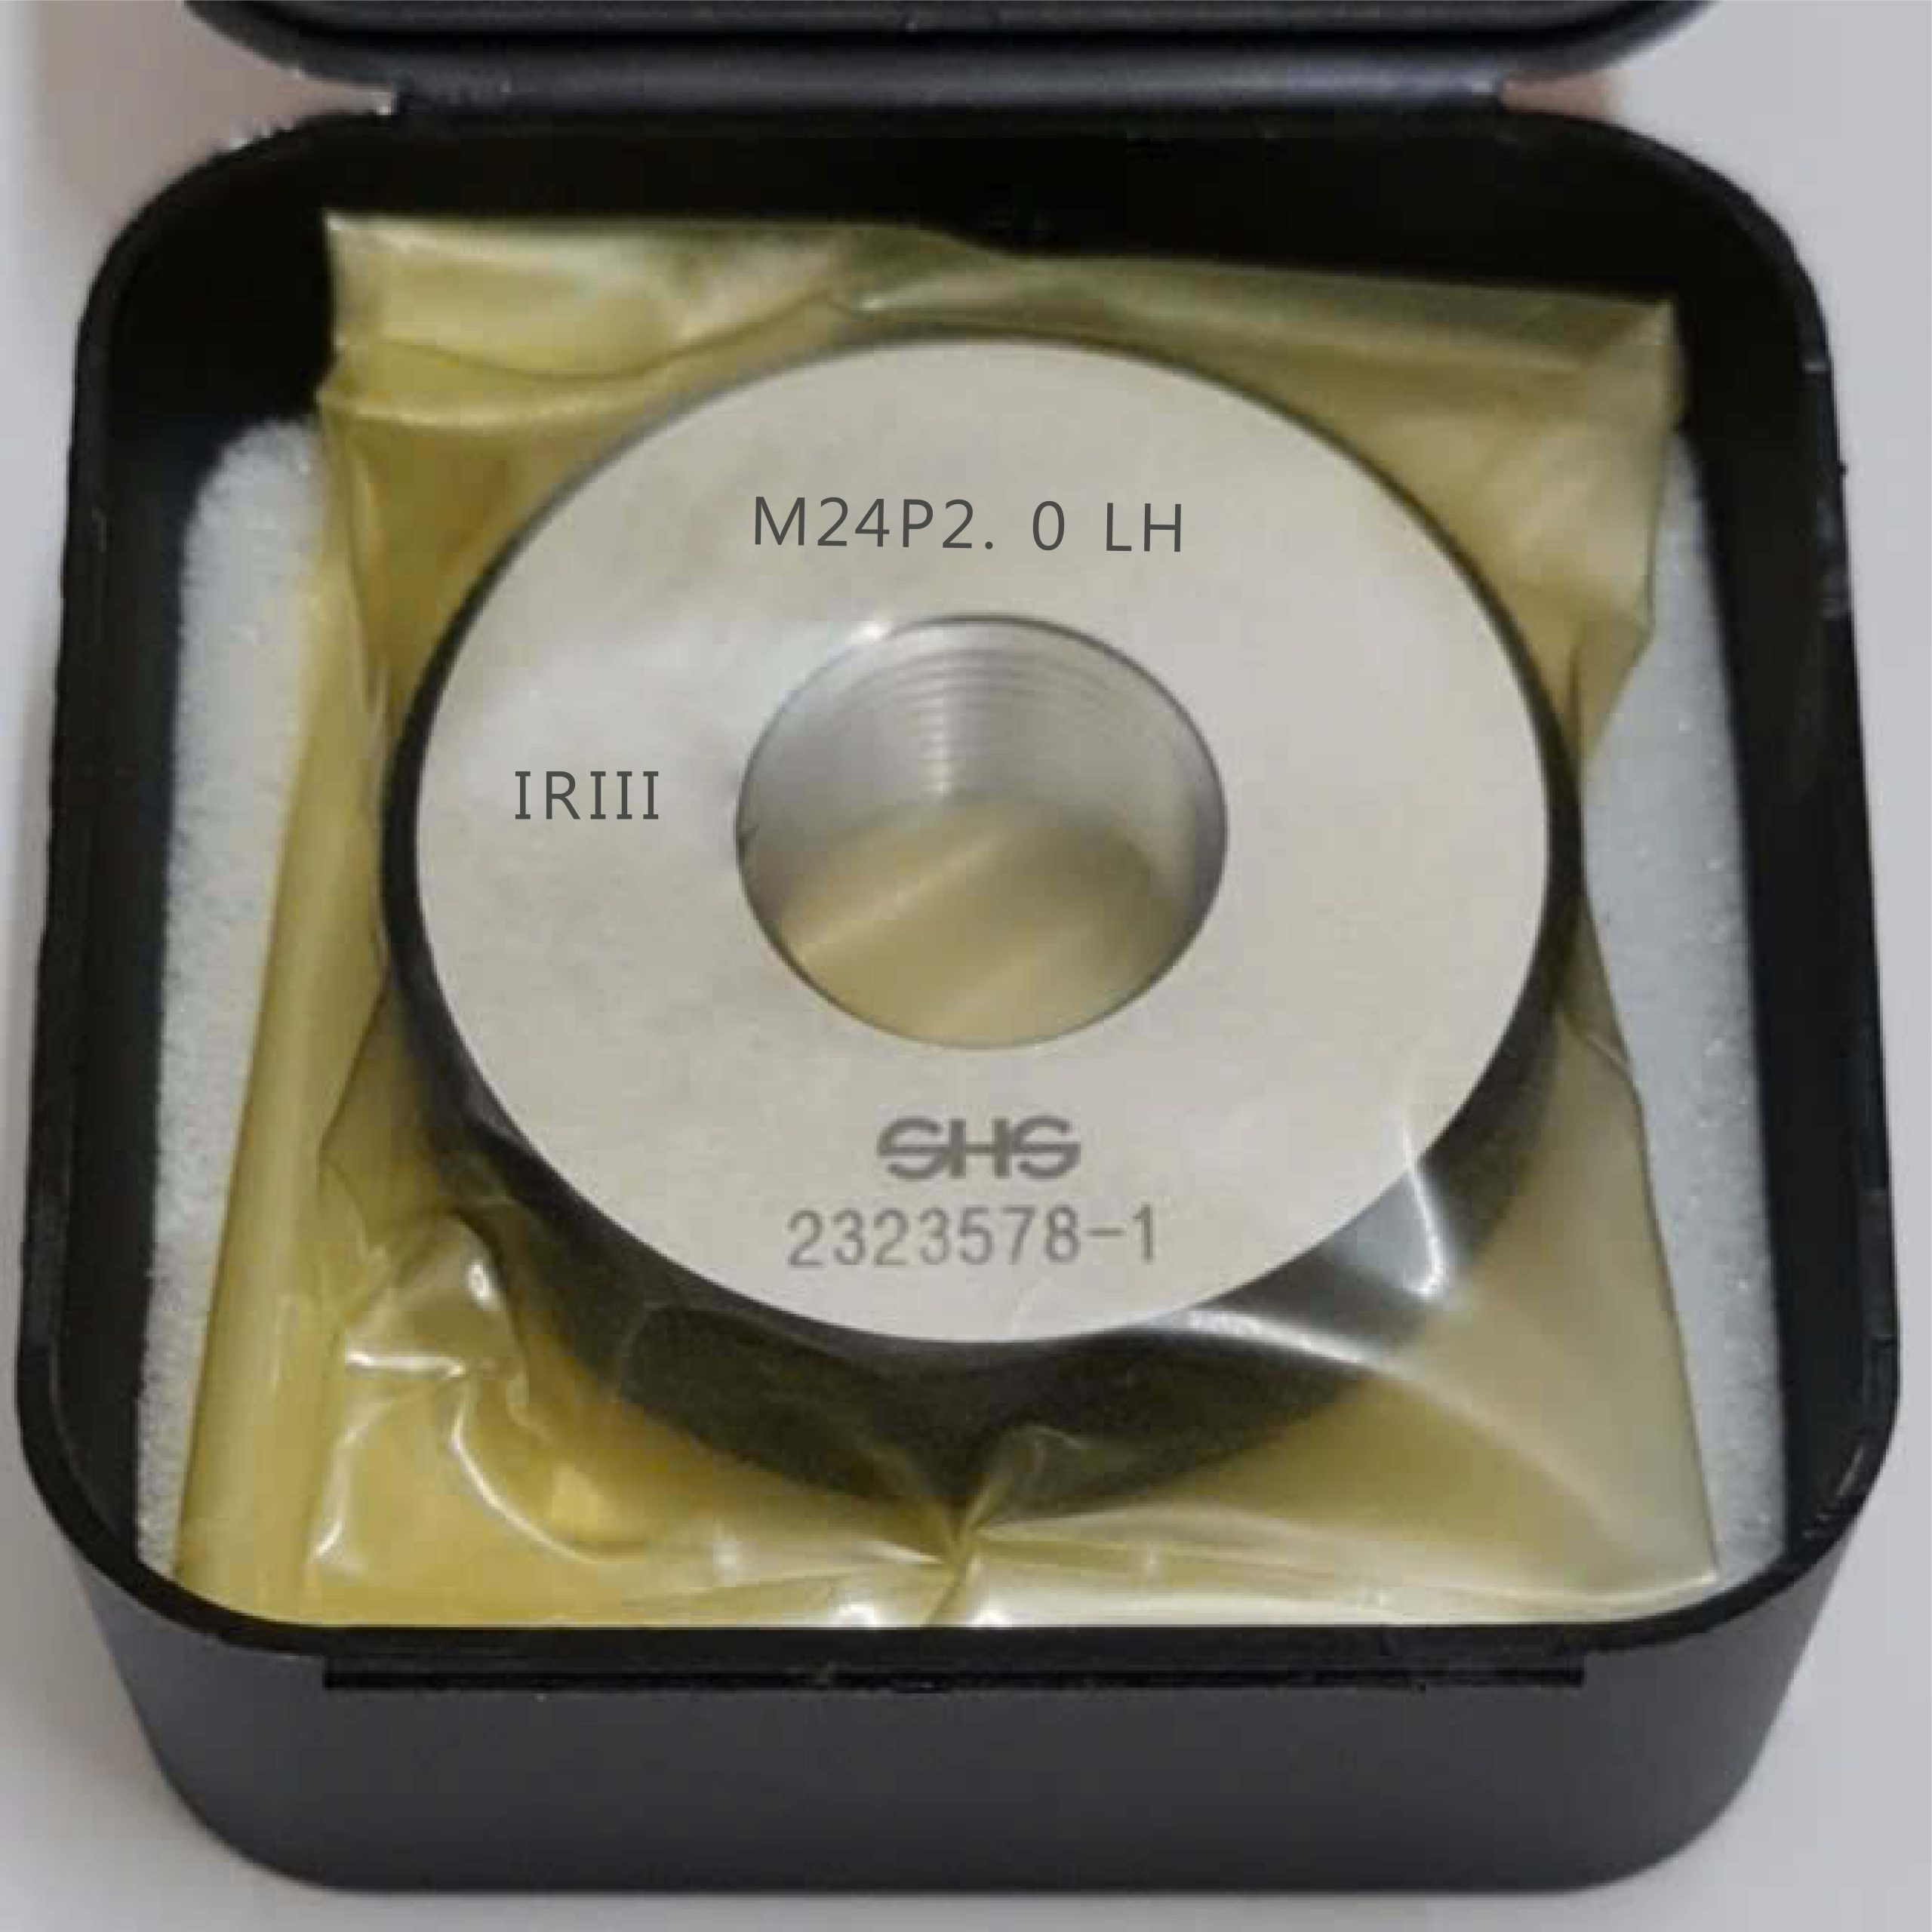 M24P2. 0 LH
IRIII
SHS
2323578-1